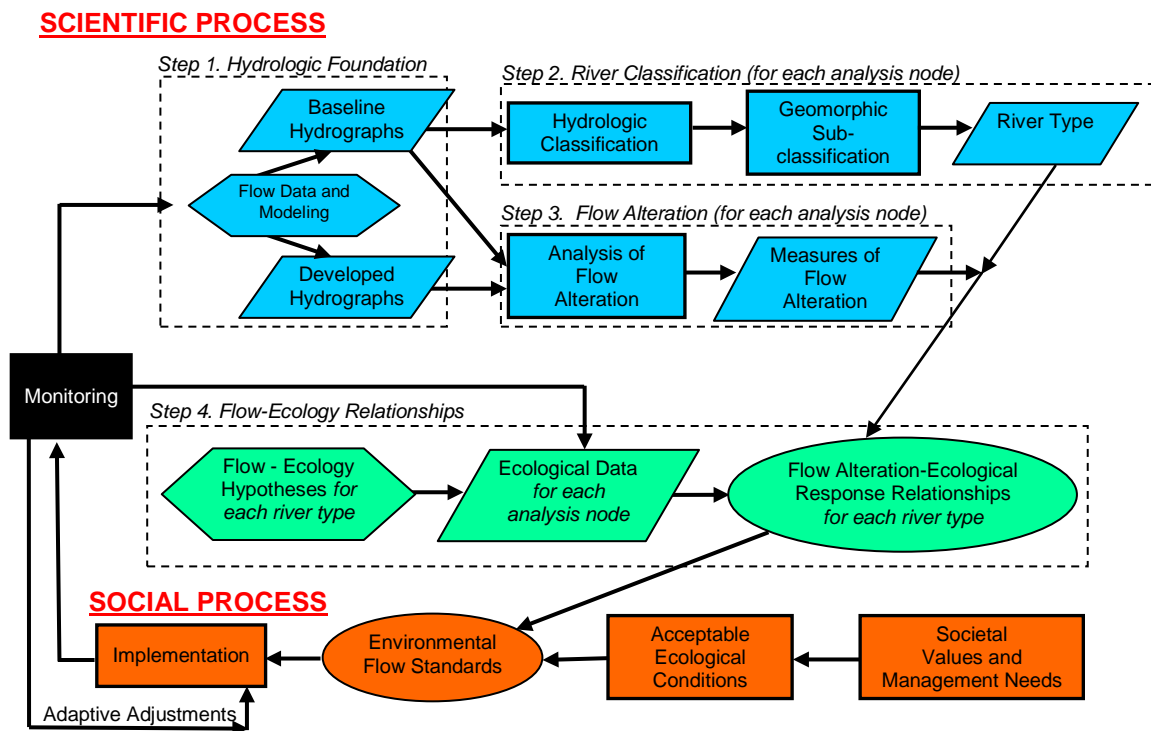 SCIENTIFIC PROCESS
Step 1. Hydrologic Foundation
Baseline
Hydrographs
Flow Data and
Modeling
Developed
Hydrographs
Step 2. River Classification (for each analysis node)
Hydrologic
Classification
Geomorphic
Sub-
classification
River Type
Step 3.  Flow Alteration (for each analysis node)
Analysis of
Flow
Alteration
Measures of
Flow
Alteration
Monitoring
Step 4. Flow-Ecology Relationships
Flow - Ecology
Hypotheses for
each river type
Ecological Data
for each
analysis node
Flow Alteration-Ecological
Response Relationships
for each river type
SOCIAL PROCESS
Implementation
Environmental
Flow Standards
Acceptable
Ecological
Conditions
Societal
Values and
Management Needs
Adaptive Adjustments